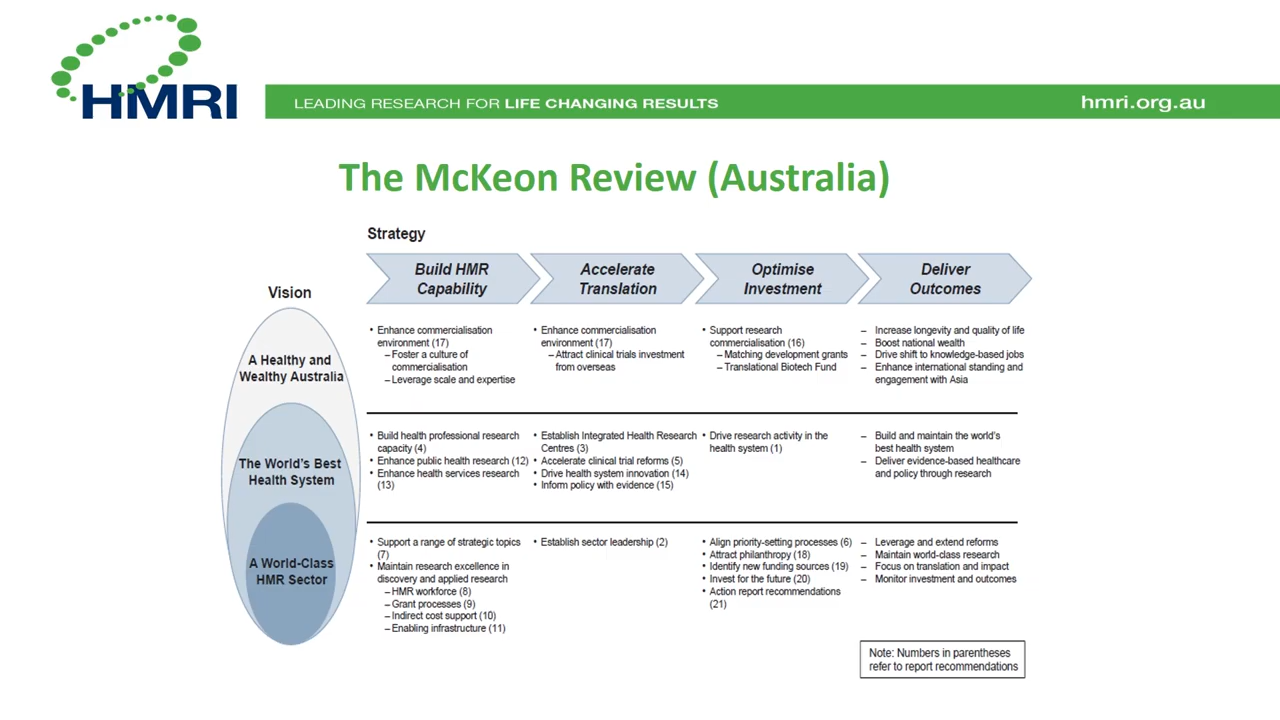 HMRI
LEADING RESEARCH FOR LIFE CHANGING RESULTS
hmri.org.au
The McKeon Review (Australia)
Strategy
Build HMR
Capability
Accelerate
Translation
Optimise
Investment
Deliver
Outcomes
Vision
A Healthy and
Wealthy Australia
• Enhance commercialisation
environment (17)
– Foster a culture of
commercialisation
– Leverage scale and expertise
• Enhance commercialisation
environment (17)
– Attract clinical trials investment
from overseas
• Support research
commercialisation (16)
– Matching development grants
– Translational Biotech Fund
– Increase longevity and quality of life
– Boost national wealth
– Drive shift to knowledge-based jobs
– Enhance international standing and
engagement with Asia
The World's Best
Health System
• Build health professional research
capacity (4)
• Enhance public health research (12)
• Enhance health services research
(13)
• Establish Integrated Health Research
Centres (3)
• Accelerate clinical trial reforms (5)
• Drive health system innovation (14)
• Inform policy with evidence (15)
• Drive research activity in the
health system (1)
– Build and maintain the world's
best health system
– Deliver evidence-based healthcare
and policy through research
A World-Class
HMR Sector
• Support a range of strategic topics
(7)
• Maintain research excellence in
discovery and applied research
– HMR workforce (8)
– Grant processes (9)
– Indirect cost support (10)
– Enabling infrastructure (11)
• Establish sector leadership (2)
• Align priority-setting processes (6)
• Attract philanthropy (18)
• Identify new funding sources (19)
• Invest for the future (20)
• Action report recommendations
(21)
– Leverage and extend reforms
– Maintain world-class research
– Focus on translation and impact
– Monitor investment and outcomes
Note: Numbers in parentheses
refer to report recommendations